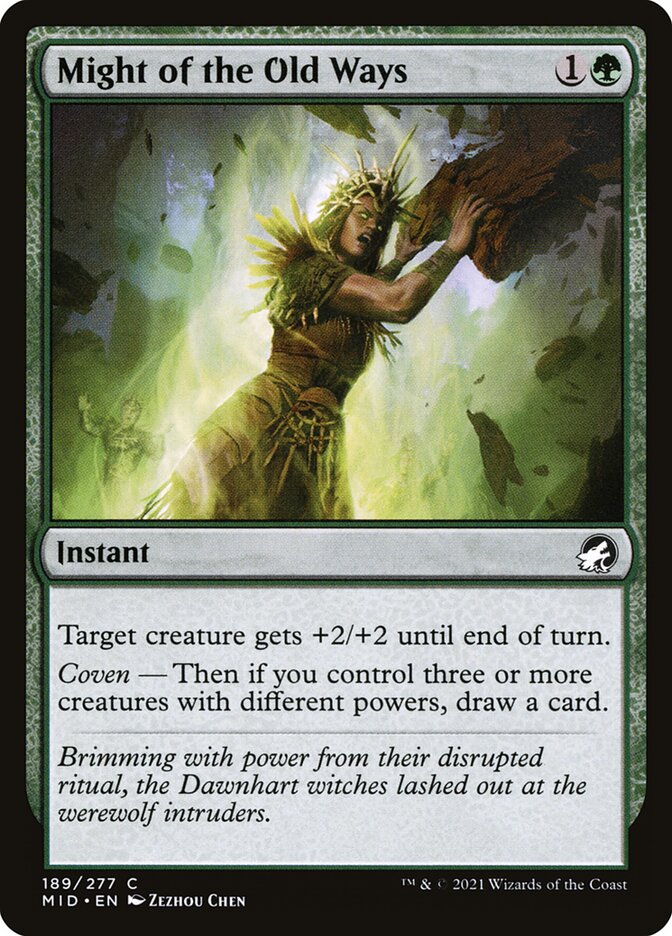 Might of the Old Ways 1
Instant
Target creature gets +2/+2 until end of turn.
Coven — Then if you control three or more
creatures with different powers, draw a card.
Brimming with power from their disrupted
ritual, the Dawnhart witches lashed out at the
werewolf intruders.
189/277 C
MID • EN Zezhou Chen
™ & © 2021 Wizards of the Coast